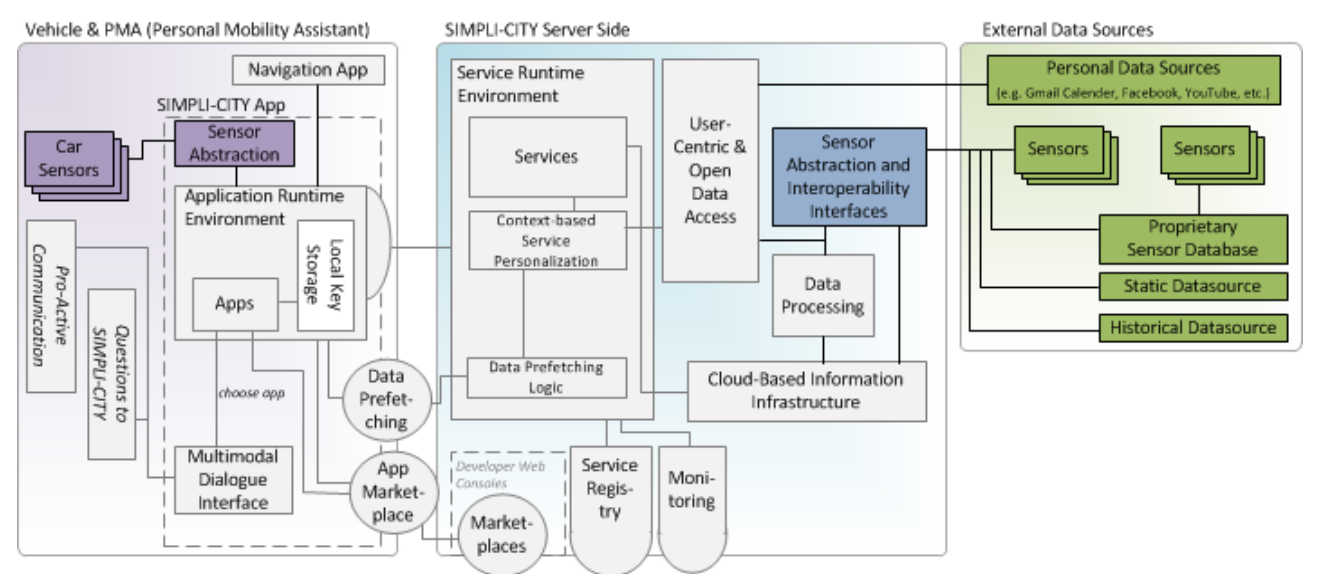 Vehicle & PMA (Personal Mobility Assistant)
Navigation App
SIMPLI-CITY App
Car
Sensors
Sensor
Abstraction
Application Runtime
Environment
Local Key
Storage
Apps
Pro-Active
Communication
Questions to
SIMPLI-CITY
choose app
Multimodal
Dialogue
Interface
Data
Prefet-
ching
App
Market-
place
SIMPLI-CITY Server Side
Service Runtime
Environment
Services
Context-based
Service
Personalization
Data Prefetching
Logic
User-
Centric &
Open
Data
Access
Sensor
Abstraction and
Interoperability
Interfaces
Data
Processing
Cloud-Based Information
Infrastructure
Developer Web
Consoles
Market-
places
Service
Regis-
try
Moni-
toring
External Data Sources
Personal Data Sources
(e.g. Gmail Calender, Facebook, YouTube, etc.)
Sensors
Sensors
Proprietary
Sensor Database
Static Datasource
Historical Datasource